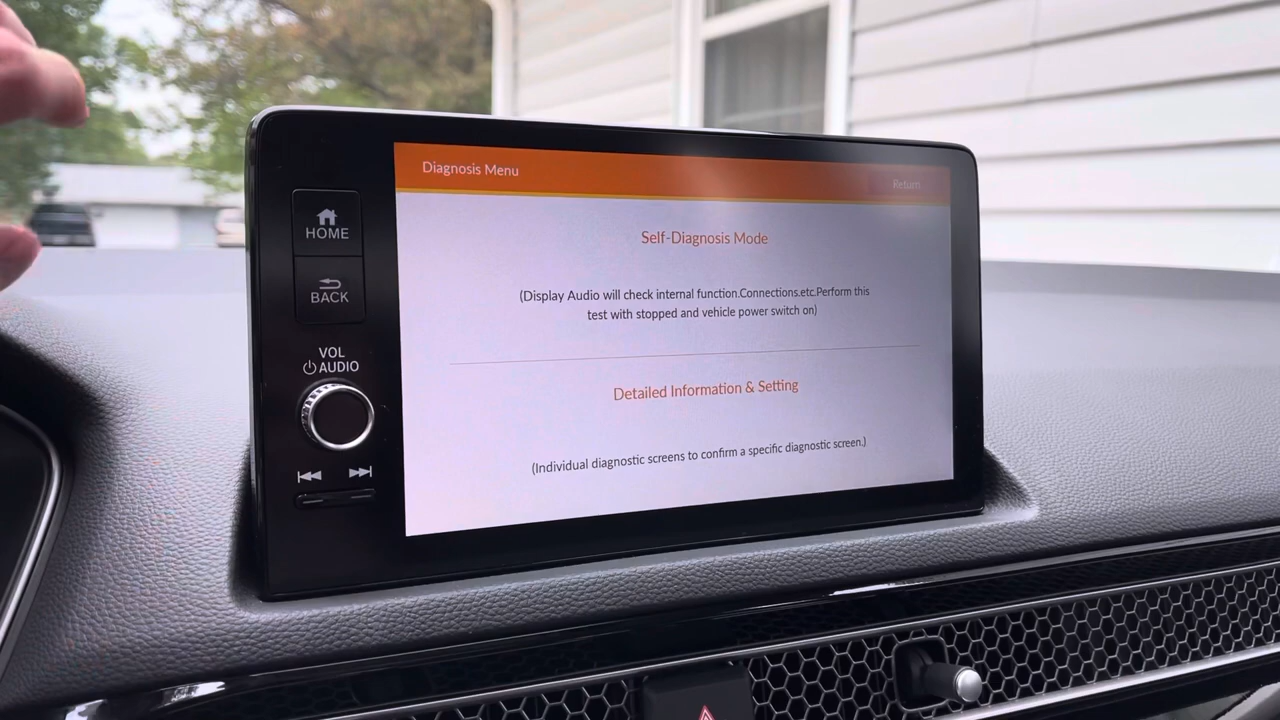 Diagnosis Menu
Return
HOME
BACK
VOL
AUDIO
Self-Diagnosis Mode
(Display Audio will check internal function.Connections.etc.Perform this
test with stopped and vehicle power switch on)
Detailed Information & Setting
(Individual diagnostic screens to confirm a specific diagnostic screen.)